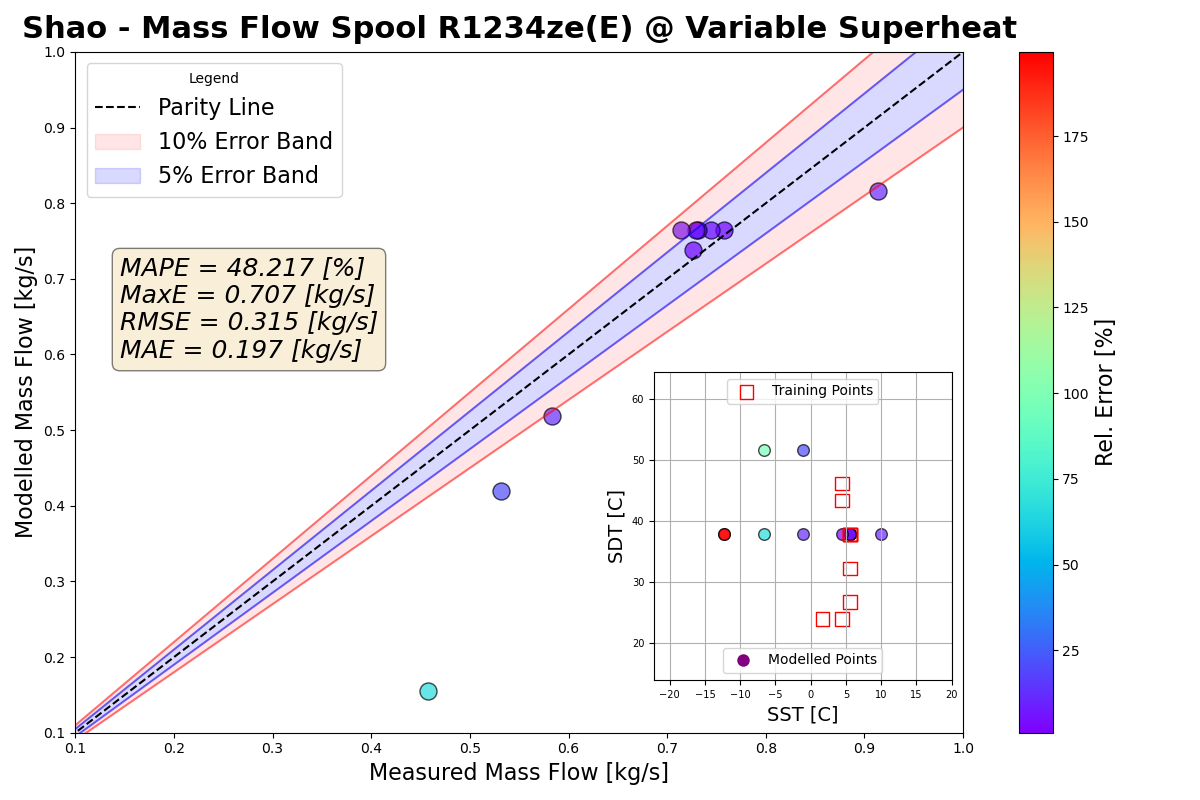 Shao - Mass Flow Spool R1234ze(E) @ Variable Superheat
Legend
Parity Line
10% Error Band
5% Error Band
MAPE = 48.217 [%]
MaxE = 0.707 [kg/s]
RMSE = 0.315 [kg/s]
MAE = 0.197 [kg/s]
Modelled Mass Flow [kg/s]
1.0
0.9
0.8
0.7
0.6
0.5
0.4
0.3
0.2
0.1
0.1 0.2 0.3 0.4 0.5 0.6 0.7 0.8 0.9 1.0
Measured Mass Flow [kg/s]
Training Points
Modelled Points
SDT [C]
60
50
40
30
20
−20 −15 −10 −5 0 5 10 15 20
SST [C]
175
150
125
100
75
50
25
Rel. Error [%]